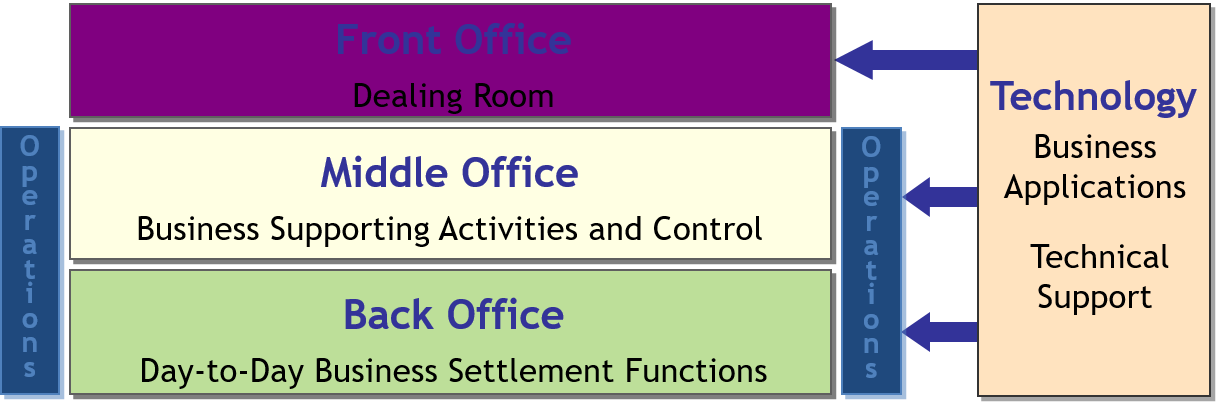 Front Office
Dealing Room
Operations
Middle Office
Business Supporting Activities and Control
Back Office
Day-to-Day Business Settlement Functions
Operations
Technology
Business
Applications
Technical
Support